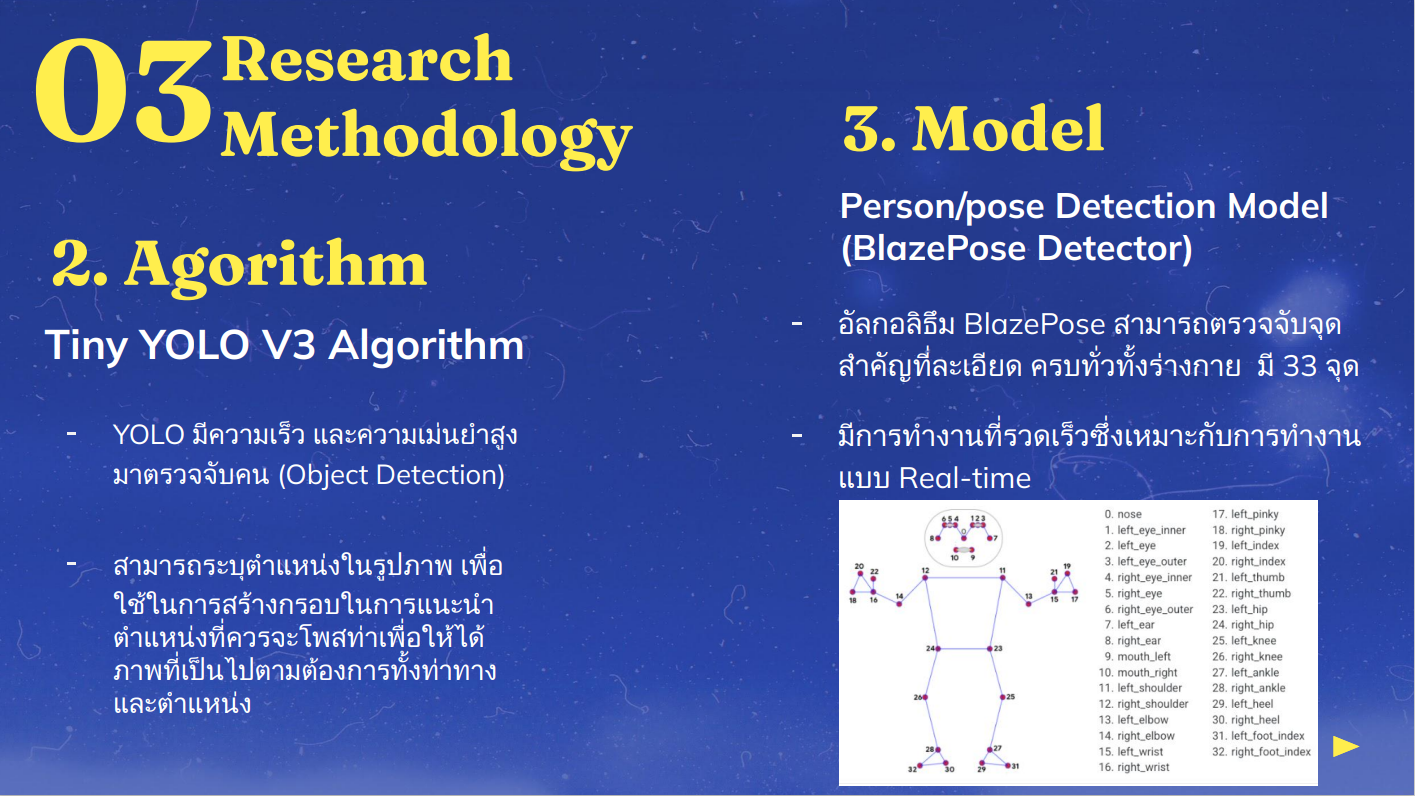 03
Research
Methodology
2. Agorithm
Tiny YOLO V3 Algorithm
- YOLO มีความเร็ว และความเม่นยำสูง
มาตรวจจับคน (Object Detection)
- สามารถระบุตำแหน่งในรูปภาพ เพื่อ
ใช้ในการสร้างกรอบในการแนะนำ
ตำแหน่งที่ควรจะโพสท่าเพื่อให้ได้
ภาพที่เป็นไปตามต้องการทั้งท่าทาง
และตำแหน่ง
3. Model
Person/pose Detection Model
(BlazePose Detector)
- อัลกอลิธึม BlazePose สามารถตรวจจับจุด
สำคัญที่ละเอียด ครบทั่วทั้งร่างกาย มี 33 จุด
- มีการทำงานที่รวดเร็วซึ่งเหมาะกับการทำงาน
แบบ Real-time
6 5 4 1 2 3
8 0 7
10 9
20 22 12 11 21 19
18 16 14 13 15 17
24 23
26 25
28 27
32 30 29 31
0. nose
1. left_eye_inner
2. left_eye
3. left_eye_outer
4. right_eye_inner
5. right_eye
6. right_eye_outer
7. left_ear
8. right_ear
9. mouth_left
10. mouth_right
11. left_shoulder
12. right_shoulder
13. left_elbow
14. right_elbow
15. left_wrist
16. right_wrist
17. left_pinky
18. right_pinky
19. left_index
20. right_index
21. left_thumb
22. right_thumb
23. left_hip
24. right_hip
25. left_knee
26. right_knee
27. left_ankle
28. right_ankle
29. left_heel
30. right_heel
31. left_foot_index
32. right_foot_index